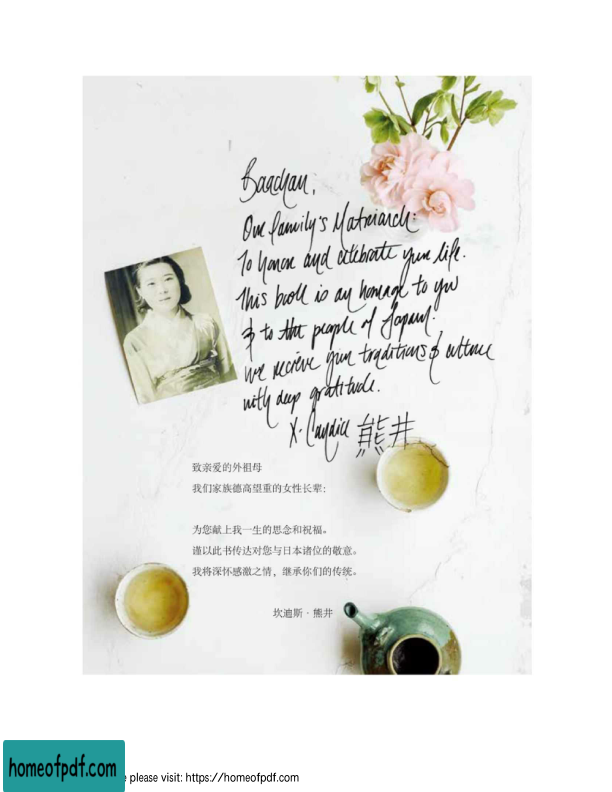 Baachan,
Our family's Matriarch:
To honor and celebrate your life.
This book is an homage to you
& to the people of Japan.
We recieve your traditions & culture
with deep gratitude.
X. Candice 熊井
致亲爱的外祖母
我们家族德高望重的女性长辈：
为您献上我一生的思念和祝福。
谨以此书传达对您与日本诸位的敬意。
我将深怀感激之情，继承你们的传统。
坎迪斯·熊井
homeofpdf.com
e please visit: https://homeofpdf.com